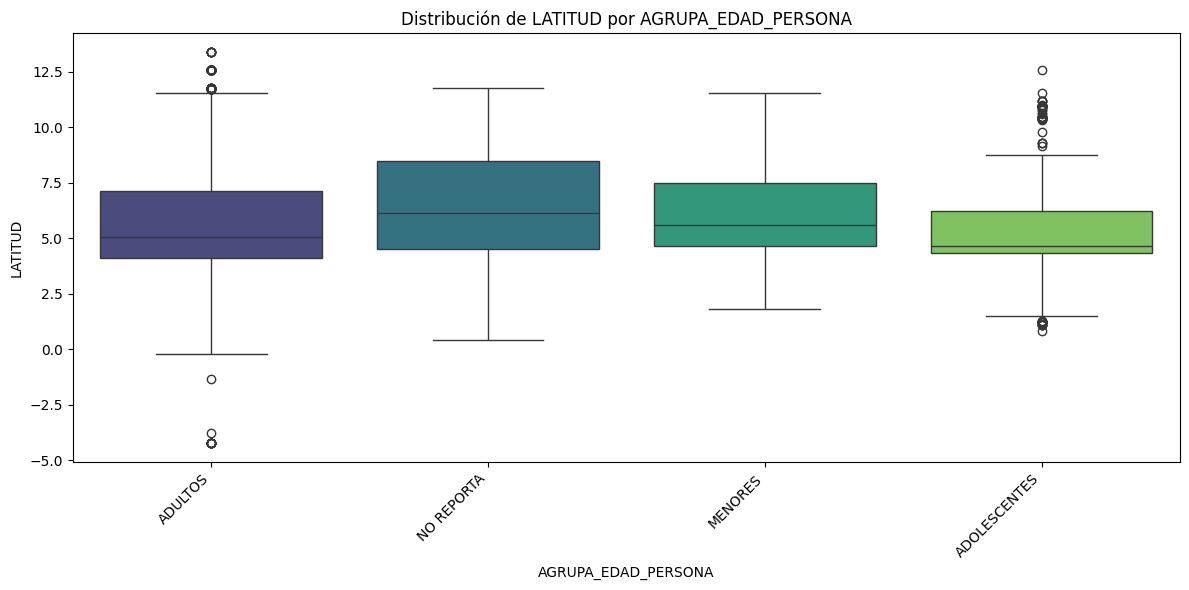 Distribución de LATITUD por AGRUPA_EDAD_PERSONA
12.5
10.0
7.5
5.0
2.5
0.0
−2.5
−5.0
LATITUD
ADULTOS
NO REPORTA
MENORES
ADOLESCENTES
AGRUPA_EDAD_PERSONA